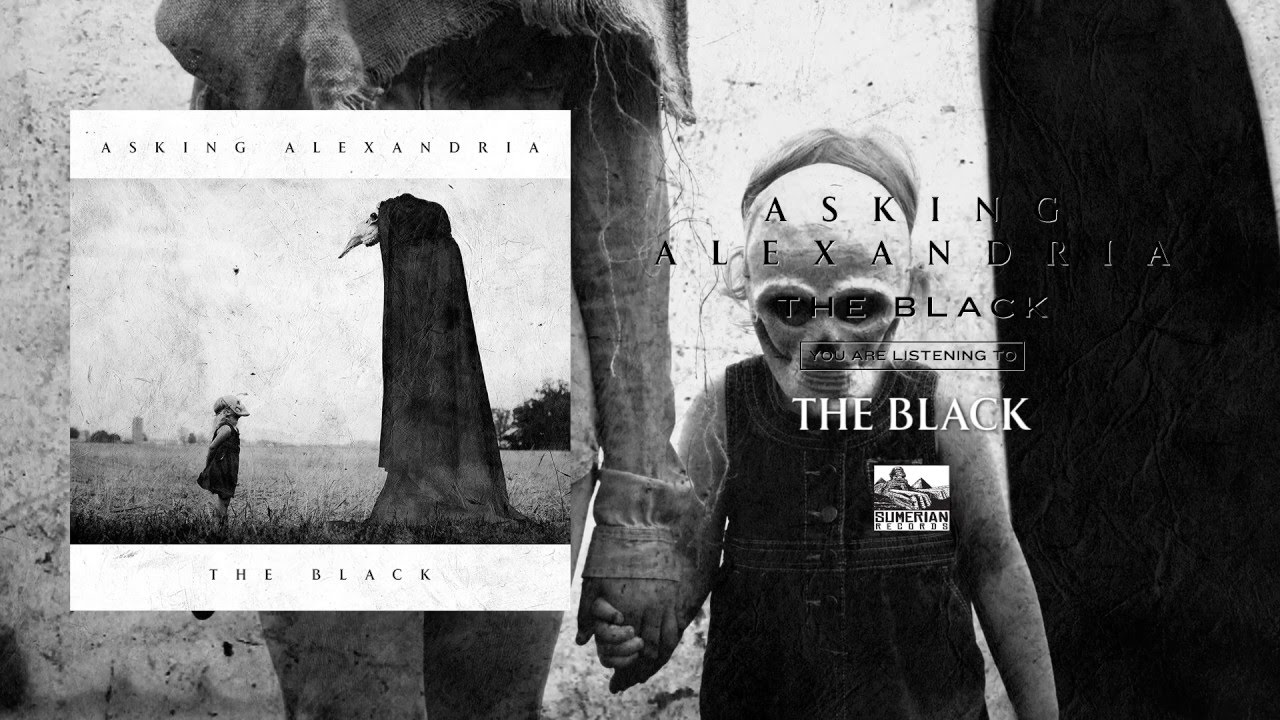 ASKING ALEXANDRIA
THE BLACK
ASKING
ALEXANDRIA
THE BLACK
YOU ARE LISTENING TO
THE BLACK
SUMERIAN
RECORDS